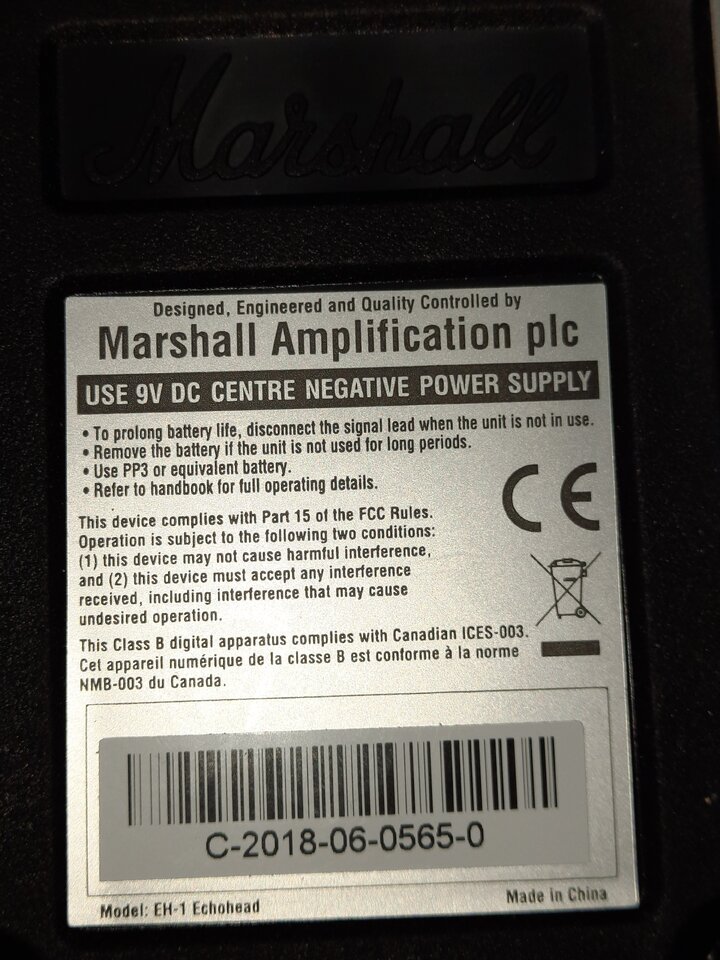 Marshall
Designed, Engineered and Quality Controlled by
Marshall Amplification plc
USE 9V DC CENTRE NEGATIVE POWER SUPPLY
• To prolong battery life, disconnect the signal lead when the unit is not in use.
• Remove the battery if the unit is not used for long periods.
• Use PP3 or equivalent battery.
• Refer to handbook for full operating details.
CE
This device complies with Part 15 of the FCC Rules.
Operation is subject to the following two conditions:
(1) this device may not cause harmful interference,
and (2) this device must accept any interference
received, including interference that may cause
undesired operation.
This Class B digital apparatus complies with Canadian ICES-003.
Cet appareil numérique de la classe B est conforme à la norme
NMB-003 du Canada.
C-2018-06-0565-0
Model: EH-1 Echohead
Made in China